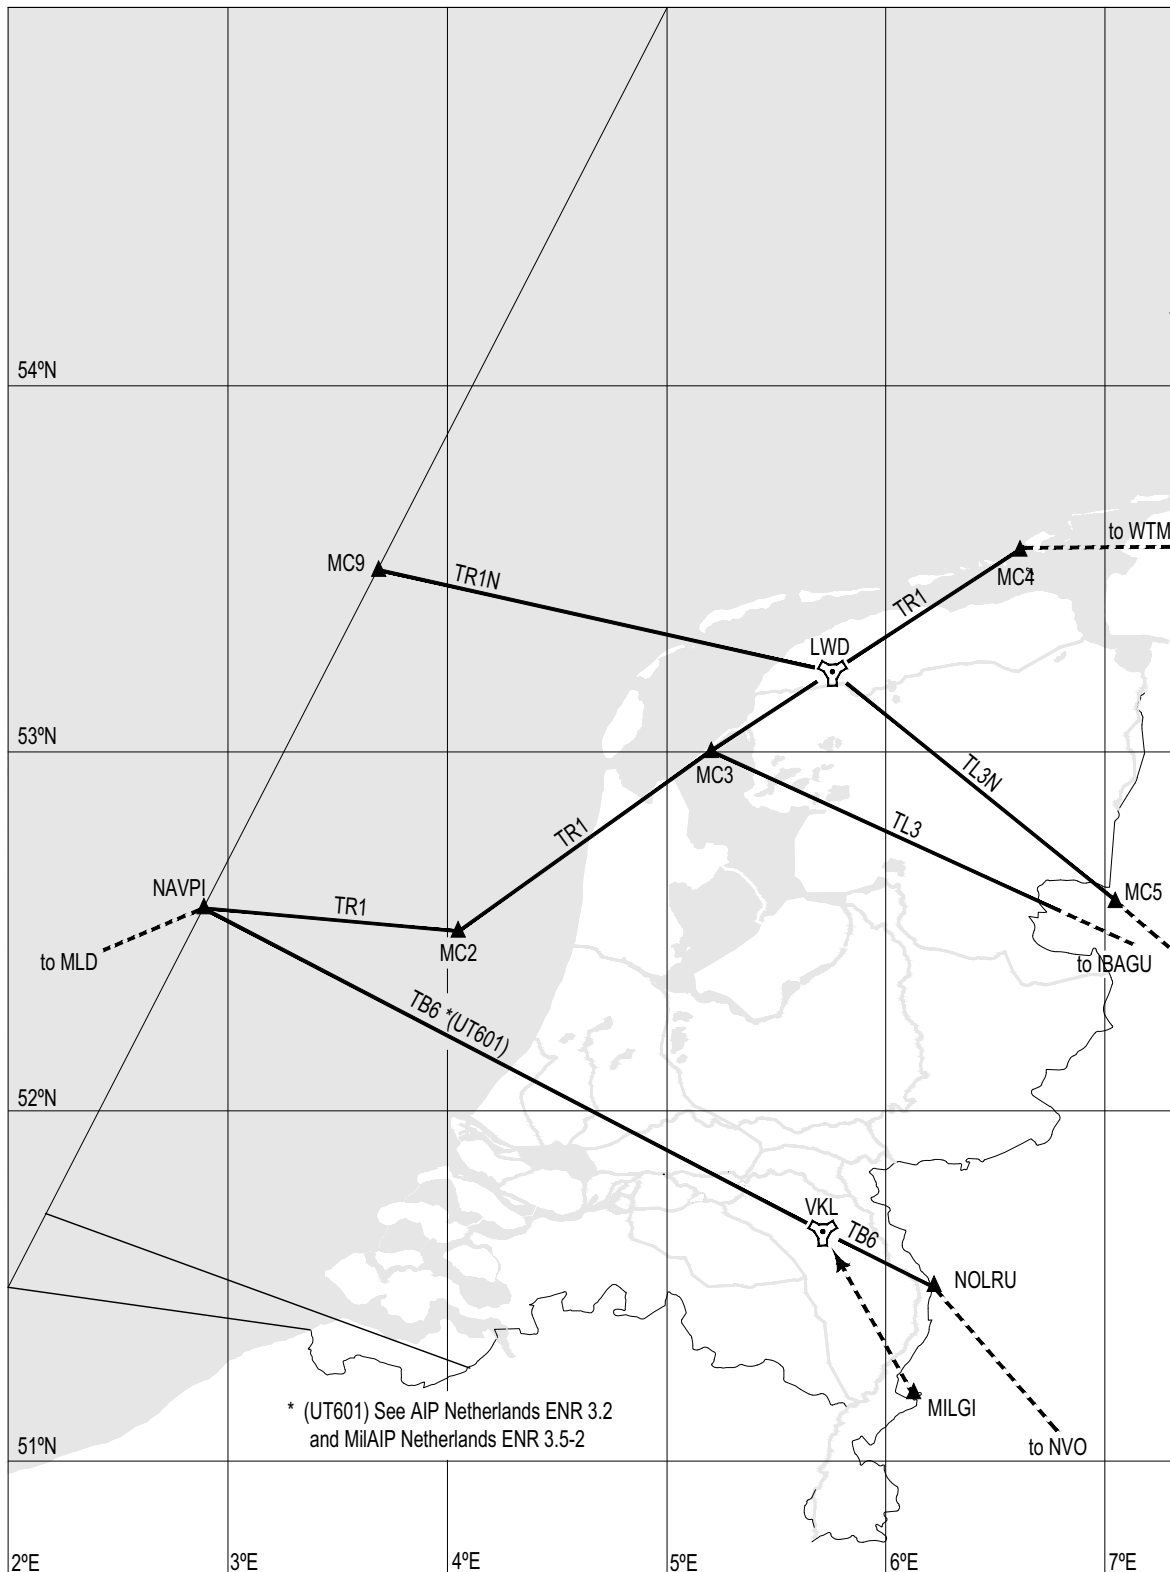 54ºN
to WTM
MC9
TR1N
MC4
TR1
LWD
53ºN
MC3
TL3N
TR1
TL3
NAVPI
MC5
TR1
MC2
to MLD
to IBAGU
TB6 *(UT601)
52ºN
VKL
TB6
NOLRU
MILGI
* (UT601) See AIP Netherlands ENR 3.2
and MilAIP Netherlands ENR 3.5-2
to NVO
51ºN
2ºE
3ºE
4ºE
5ºE
6ºE
7ºE